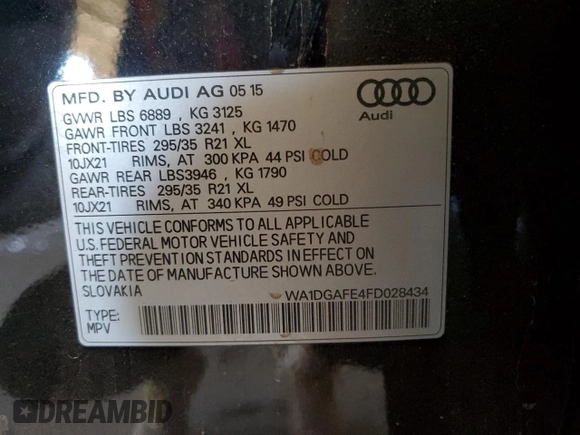 MFD. BY AUDI AG 05 15
GVWR LBS 6889 , KG 3125
GAWR FRONT LBS 3241 , KG 1470
FRONT-TIRES 295/35 R21 XL
10JX21 RIMS, AT 300 KPA 44 PSI COLD
GAWR REAR LBS3946 , KG 1790
REAR-TIRES 295/35 R21 XL
10JX21 RIMS, AT 340 KPA 49 PSI COLD
Audi
THIS VEHICLE CONFORMS TO ALL APPLICABLE
U.S. FEDERAL MOTOR VEHICLE SAFETY AND
THEFT PREVENTION STANDARDS IN EFFECT ON
THE DATE OF MANUFACTURE SHOWN ABOVE.
SLOVAKIA WA1DGAFE4FD028434
TYPE:
MPV
DREAMBID